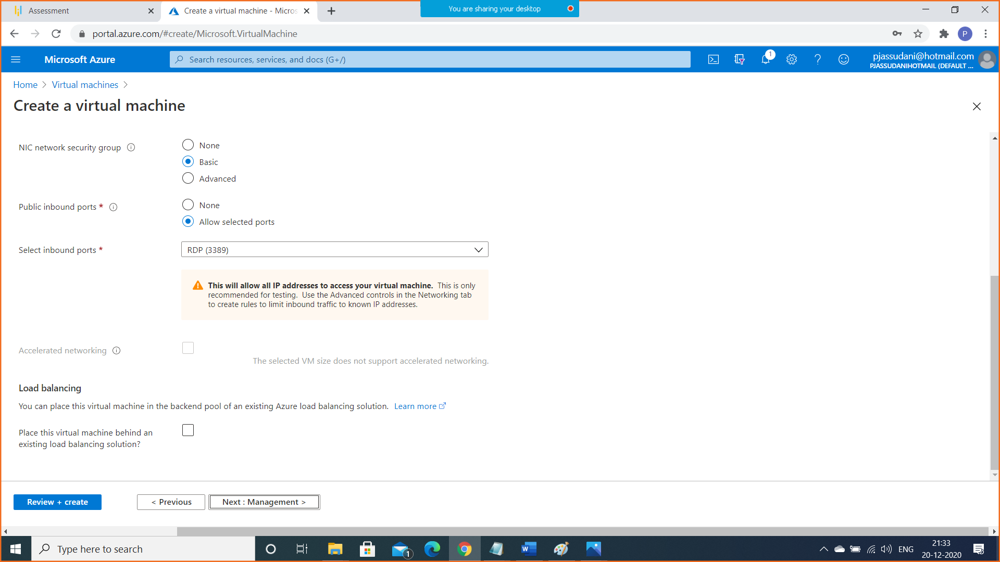 Assessment
Create a virtual machine - Micros
You are sharing your desktop
portal.azure.com/#create/Microsoft.VirtualMachine
P
Microsoft Azure
Search resources, services, and docs (G+/)
1
pjassudani@hotmail.com
PJASSUDANIHOTMAIL (DEFAULT ...
Home > Virtual machines >
Create a virtual machine
NIC network security group
None
Basic
Advanced
Public inbound ports *
None
Allow selected ports
Select inbound ports *
RDP (3389)
This will allow all IP addresses to access your virtual machine. This is only
recommended for testing. Use the Advanced controls in the Networking tab
to create rules to limit inbound traffic to known IP addresses.
Accelerated networking
The selected VM size does not support accelerated networking.
Load balancing
You can place this virtual machine in the backend pool of an existing Azure load balancing solution. Learn more
Place this virtual machine behind an
existing load balancing solution?
Review + create
< Previous
Next : Management >
Type here to search
1
ENG
21:33
20-12-2020